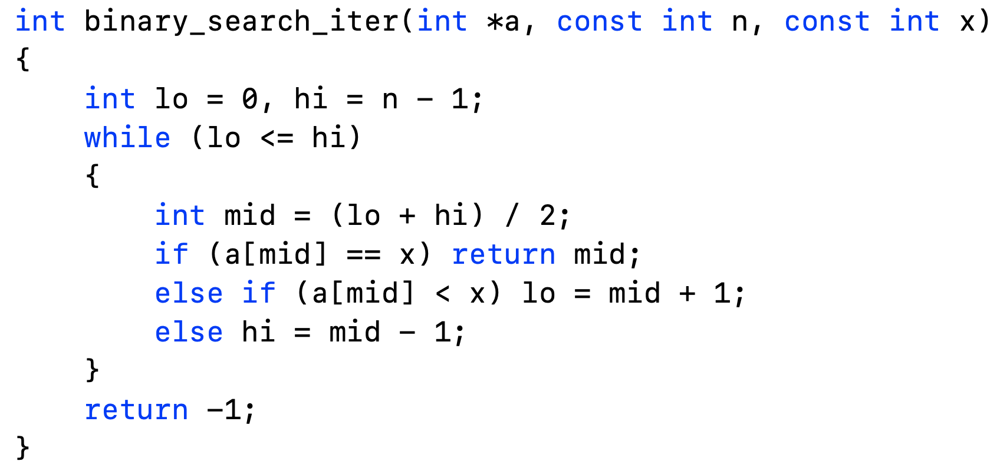 int binary_search_iter(int *a, const int n, const int x)
{
    int lo = 0, hi = n - 1;
    while (lo <= hi)
    {
        int mid = (lo + hi) / 2;
        if (a[mid] == x) return mid;
        else if (a[mid] < x) lo = mid + 1;
        else hi = mid - 1;
    }
    return -1;
}